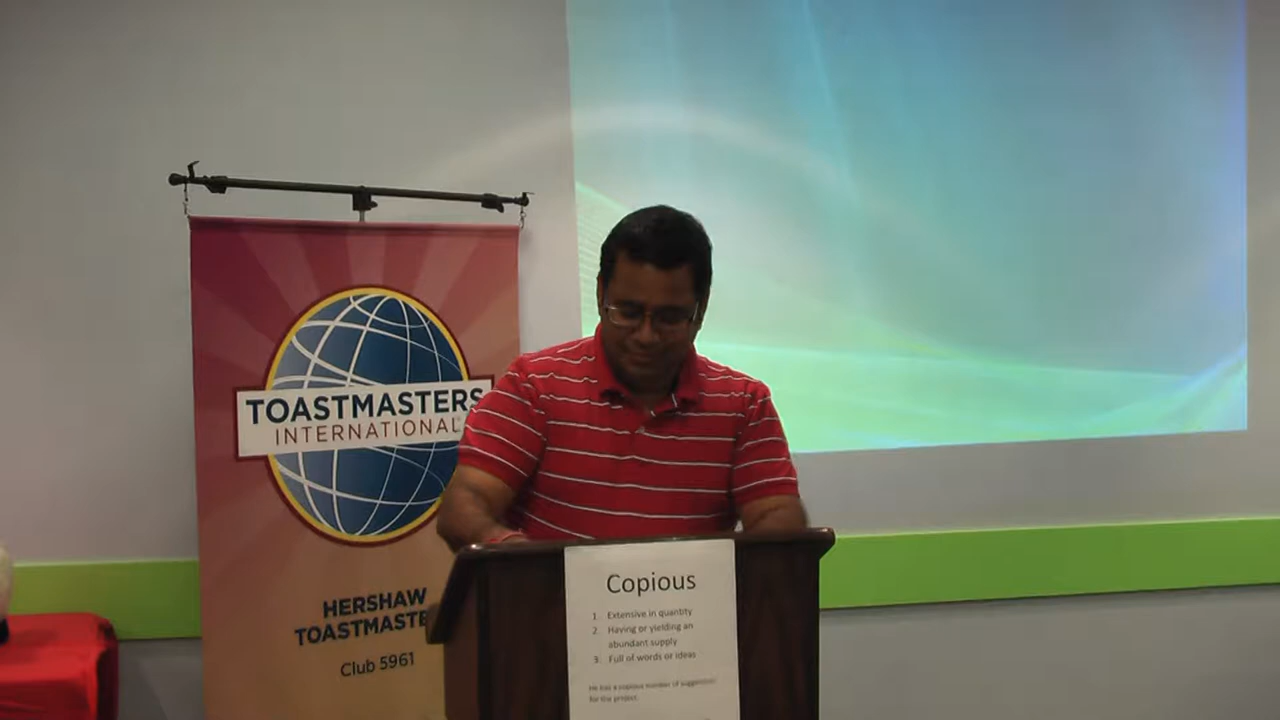 TOASTMASTERS
INTERNATIONAL
HERSHAW
TOASTMASTE
Club 5961
Copious
1. Extensive in quantity
2. Having or yielding an
abundant supply
3. Full of words or ideas
He has a copious number of suggestions
for the project.